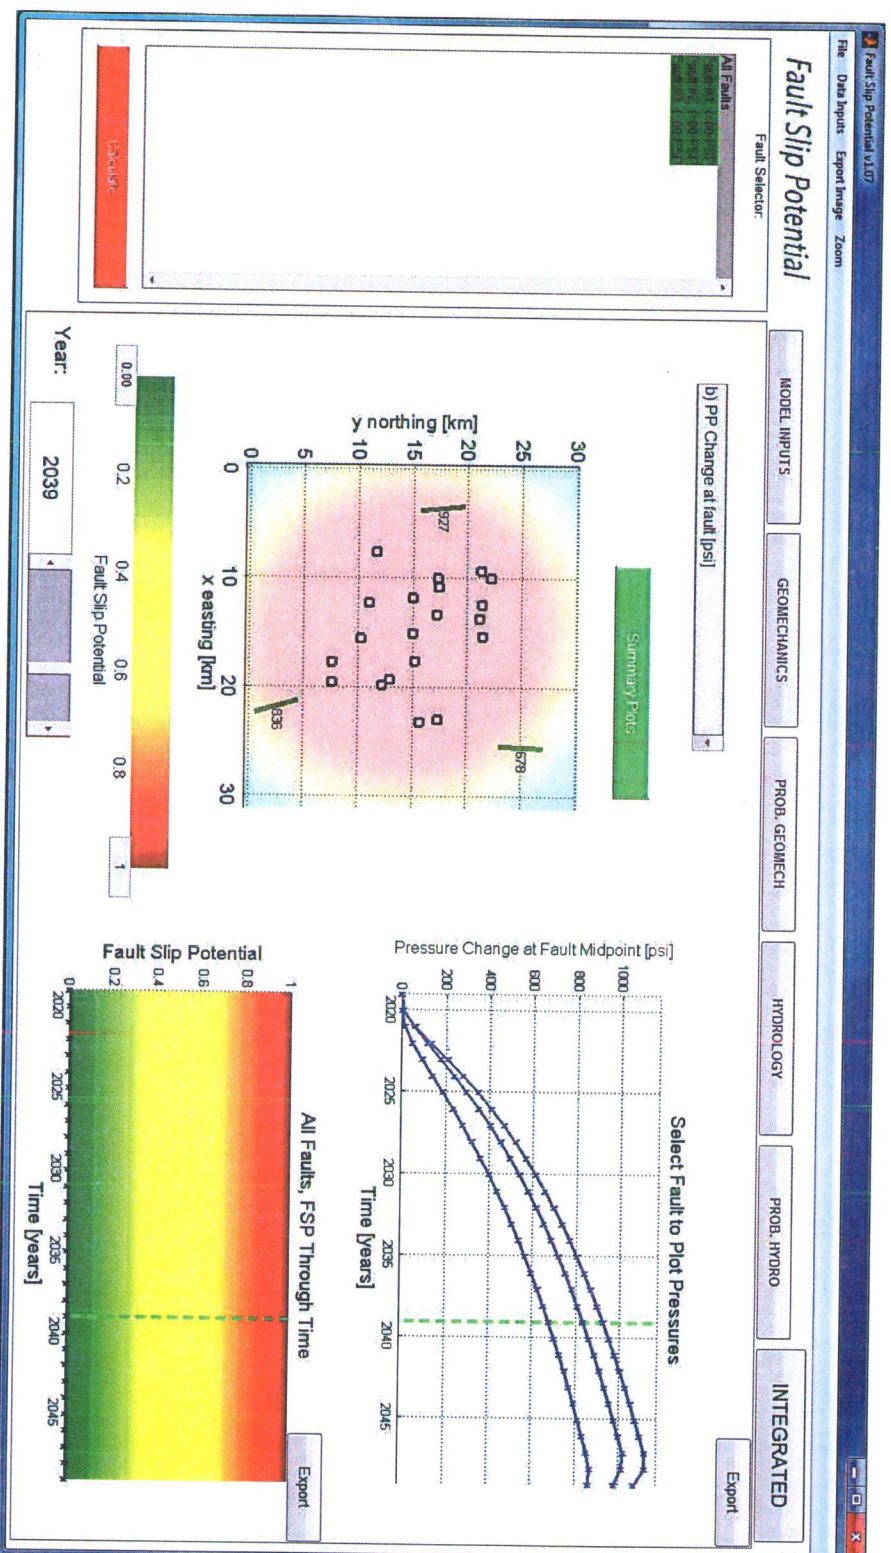 Fault Slip Potential v1.07
File Data Inputs Export Image Zoom
Fault Slip Potential
MODEL INPUTS
GEOMECHANICS
PROB. GEOMECH
HYDROLOGY
PROB. HYDRO
INTEGRATED
Fault Selector:
All Faults
Calculate
b) PP Change at fault [psi]
Summary Plots
Export
y northing [km]
30
25
20
15
10
5
0
0 10 20 30
x easting [km]
927
678
836
0.00 0.2 0.4 0.6 0.8 1
Fault Slip Potential
Year: 2039
Select Fault to Plot Pressures
Pressure Change at Fault Midpoint [psi]
1000
800
600
400
200
0
2020 2025 2030 2035 2040 2045
Time [years]
Export
All Faults, FSP Through Time
Fault Slip Potential
1
0.8
0.6
0.4
0.2
0
2020 2025 2030 2035 2040 2045
Time [years]